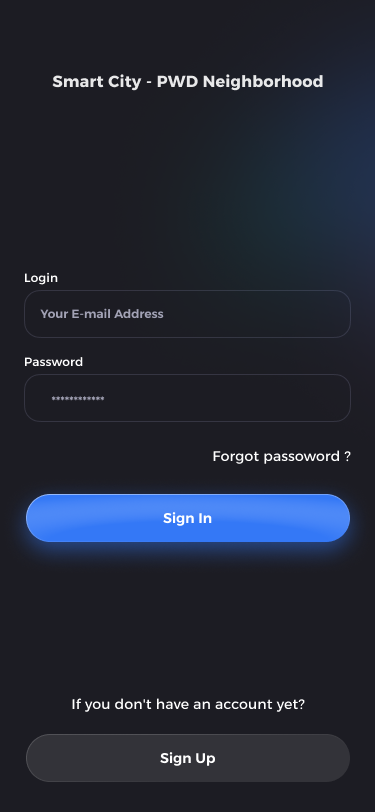 Smart City - PWD Neighborhood
Login
Your E-mail Address
Password
************
Forgot passoword ?
Sign In
If you don't have an account yet?
Sign Up